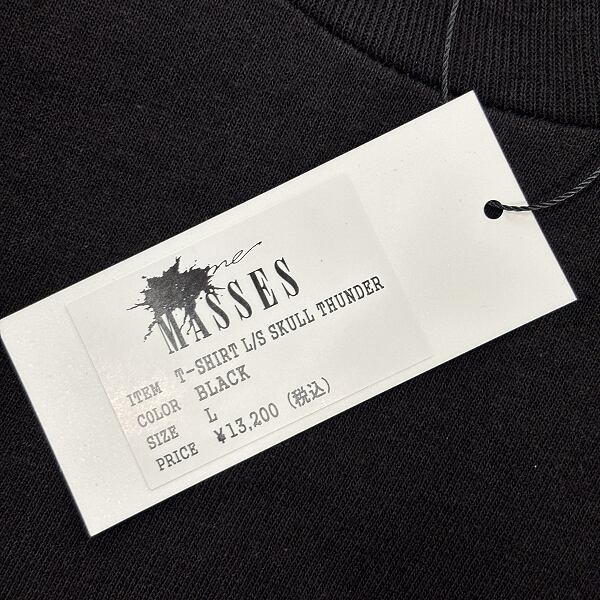 MASSES
ITEM T-SHIRT L/S SKULL THUNDER
COLOR BLACK
SIZE L
PRICE ¥13,200 (税込)